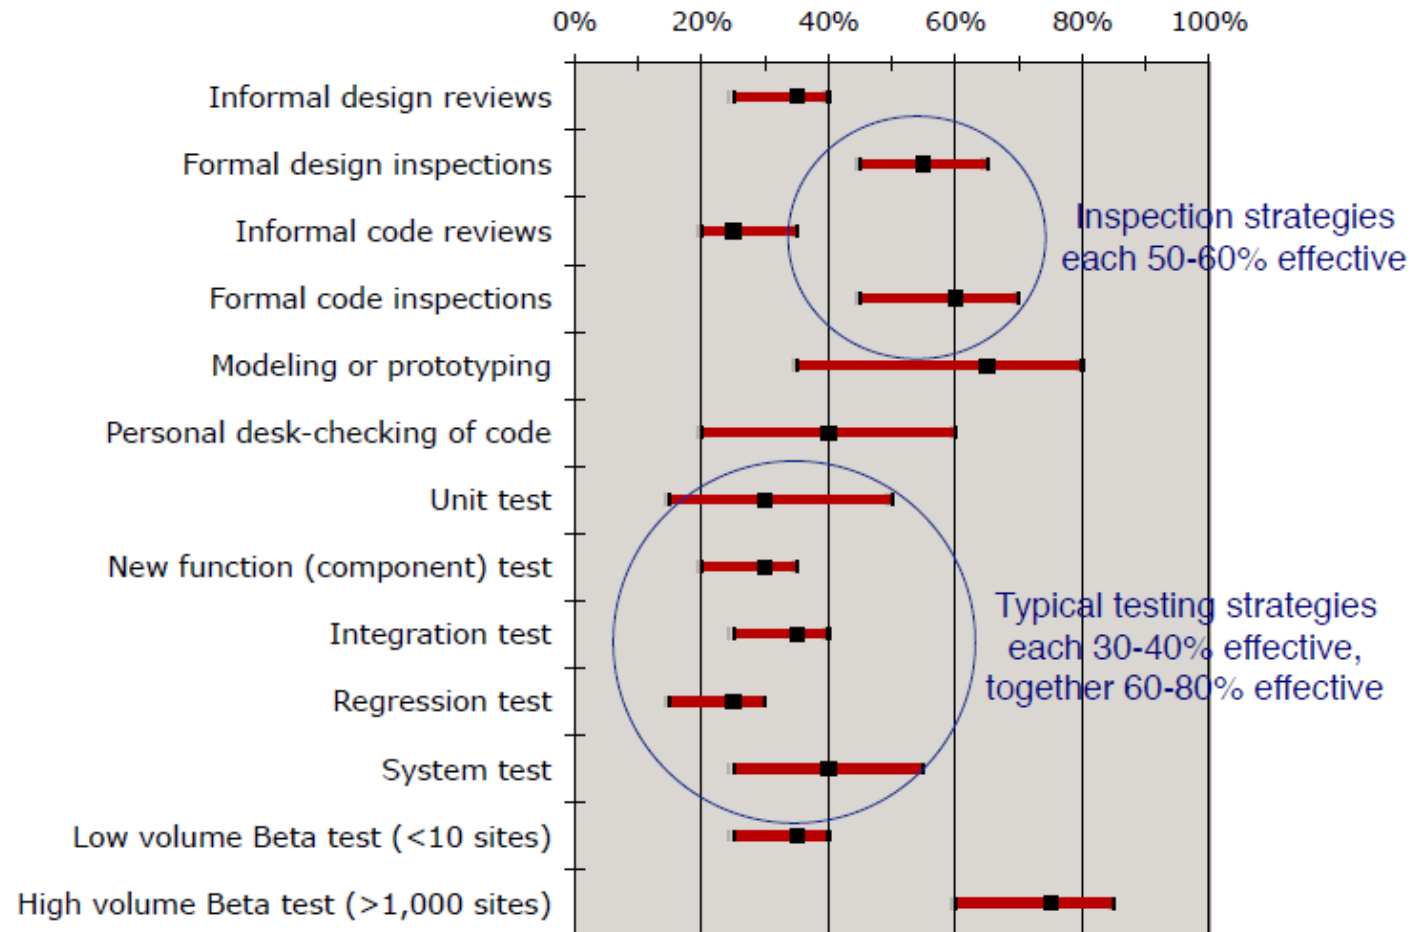 0% 20% 40% 60% 80% 100%
Informal design reviews
Formal design inspections
Informal code reviews
Formal code inspections
Modeling or prototyping
Personal desk-checking of code
Unit test
New function (component) test
Integration test
Regression test
System test
Low volume Beta test (<10 sites)
High volume Beta test (>1,000 sites)
Inspection strategies
each 50-60% effective
Typical testing strategies
each 30-40% effective,
together 60-80% effective